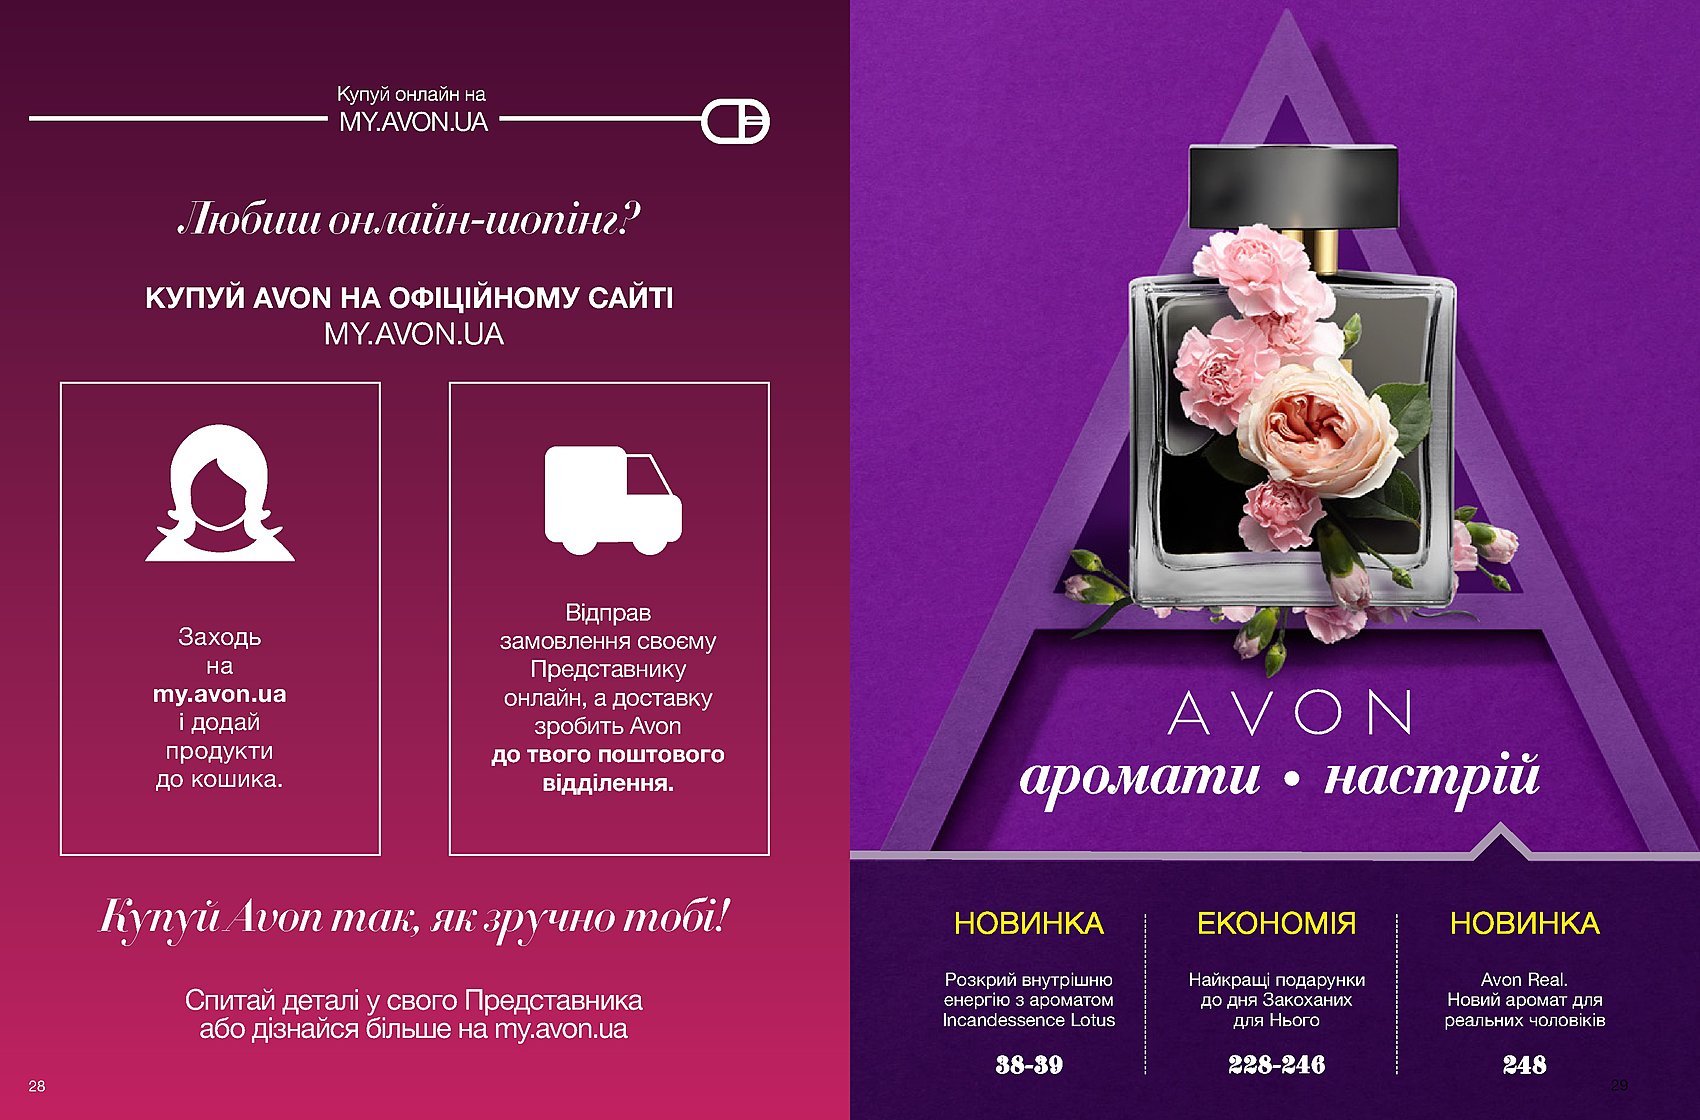 Купуй онлайн на
MY.AVON.UA
Любиш онлайн-шопінг?
КУПУЙ AVON НА ОФІЦІЙНОМУ САЙТІ
MY.AVON.UA
Заходь
на
my.avon.ua
і додай
продукти
до кошика.
Відправ
замовлення своєму
Представнику
онлайн, а доставку
зробить Avon
до твого поштового
відділення.
Купуй Avon так, як зручно тобі!
Спитай деталі у свого Представника
або дізнайся більше на my.avon.ua
28
AVON
аромати • настрій
НОВИНКА
Розкрий внутрішню
енергію з ароматом
Incandessence Lotus
38-39
ЕКОНОМІЯ
Найкращі подарунки
до дня Закоханих
для Нього
228-246
НОВИНКА
Avon Real.
Новий аромат для
реальних чоловіків
248
29